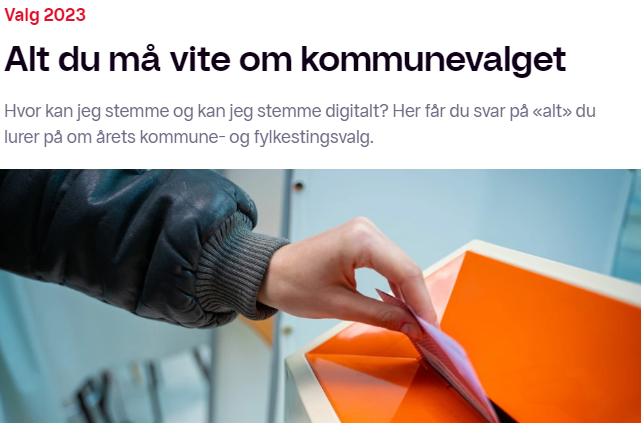 Valg 2023
Alt du må vite om kommunevalget
Hvor kan jeg stemme og kan jeg stemme digitalt? Her får du svar på «alt» du
lurer på om årets kommune- og fylkestingsvalg.